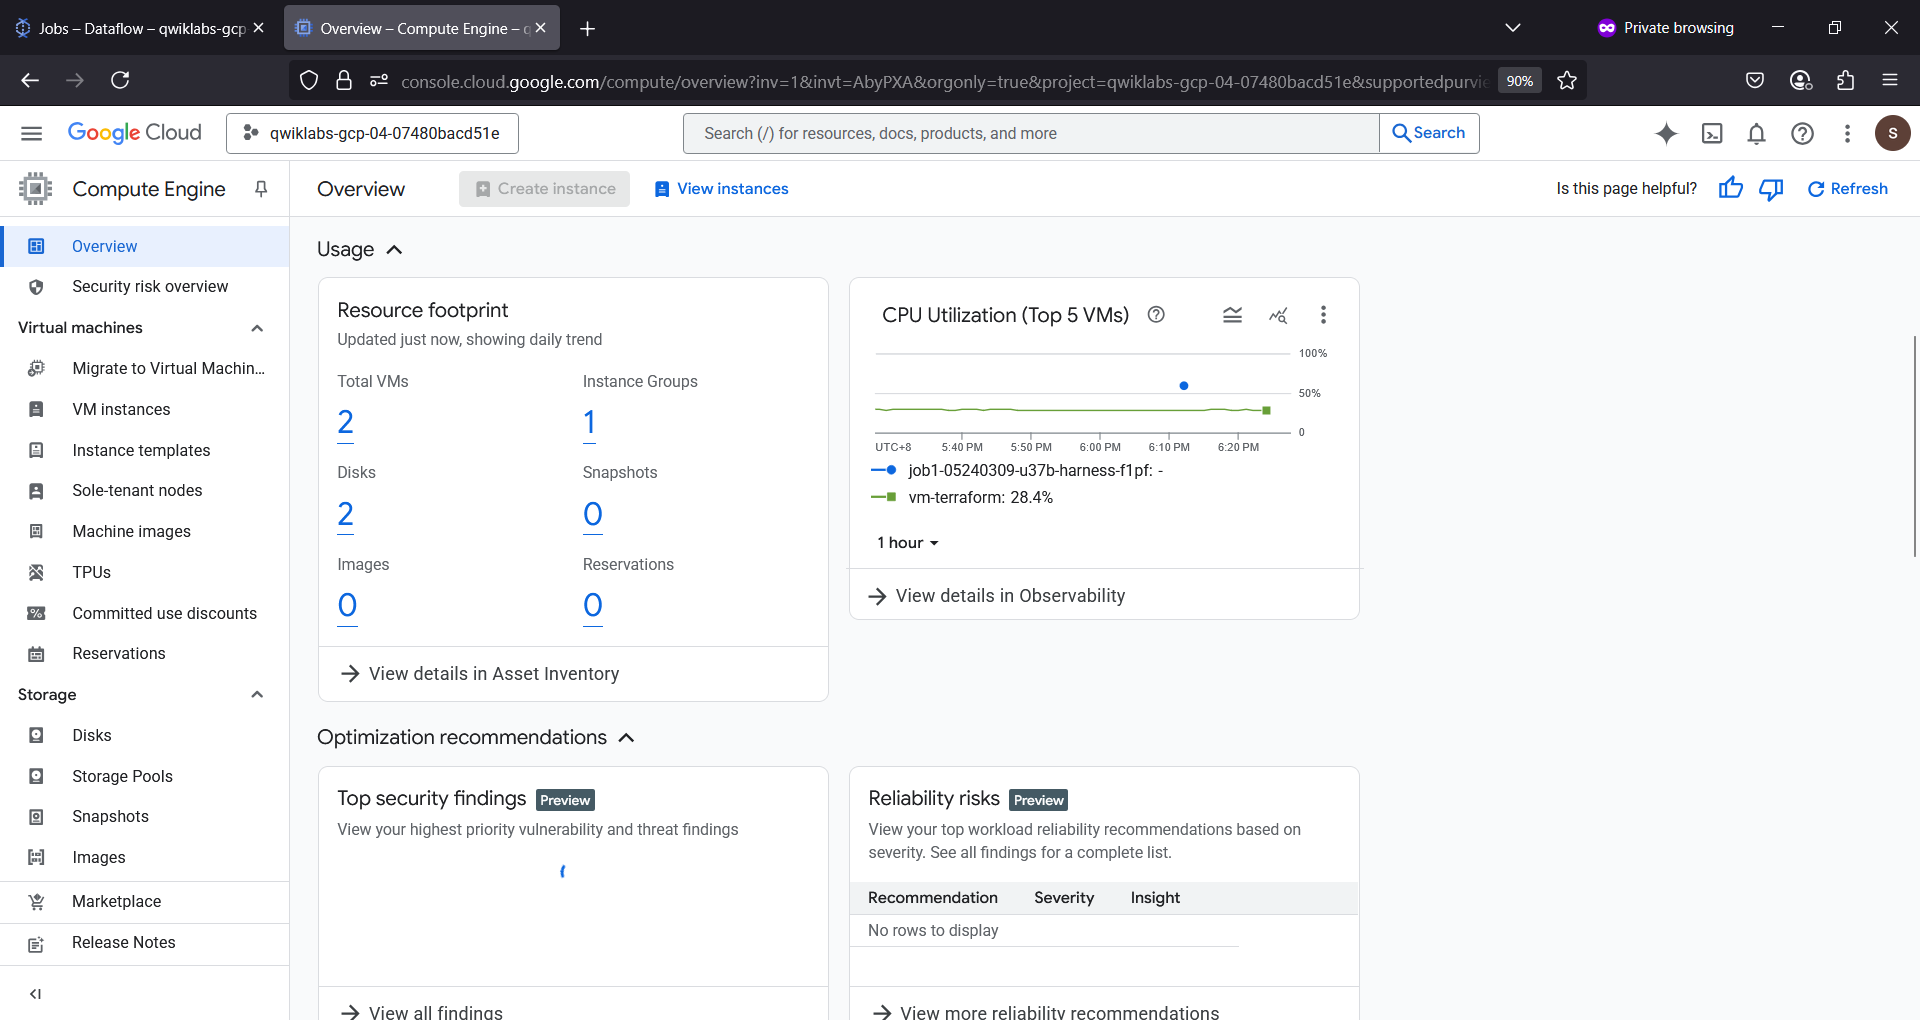 Jobs – Dataflow – qwiklabs-gcp
Overview – Compute Engine – q
Private browsing
console.cloud.google.com/compute/overview?inv=1&invt=AbyPXA&orgonly=true&project=qwiklabs-gcp-04-07480bacd51e&supportedpurvie
90%
Google Cloud
qwiklabs-gcp-04-07480bacd51e
Search (/) for resources, docs, products, and more
Search
S
Compute Engine
Overview
Create instance
View instances
Is this page helpful?
Refresh
Overview
Security risk overview
Virtual machines
Migrate to Virtual Machin...
VM instances
Instance templates
Sole-tenant nodes
Machine images
TPUs
Committed use discounts
Reservations
Storage
Disks
Storage Pools
Snapshots
Images
Marketplace
Release Notes
Usage
Resource footprint
Updated just now, showing daily trend
Total VMs
2
Instance Groups
1
Disks
2
Snapshots
0
Images
0
Reservations
0
View details in Asset Inventory
CPU Utilization (Top 5 VMs)
100%
50%
0
UTC+8 5:40 PM 5:50 PM 6:00 PM 6:10 PM 6:20 PM
job1-05240309-u37b-harness-f1pf: -
vm-terraform: 28.4%
1 hour
View details in Observability
Optimization recommendations
Top security findings Preview
View your highest priority vulnerability and threat findings
View all findings
Reliability risks Preview
View your top workload reliability recommendations based on
severity. See all findings for a complete list.
Recommendation Severity Insight
No rows to display
View more reliability recommendations